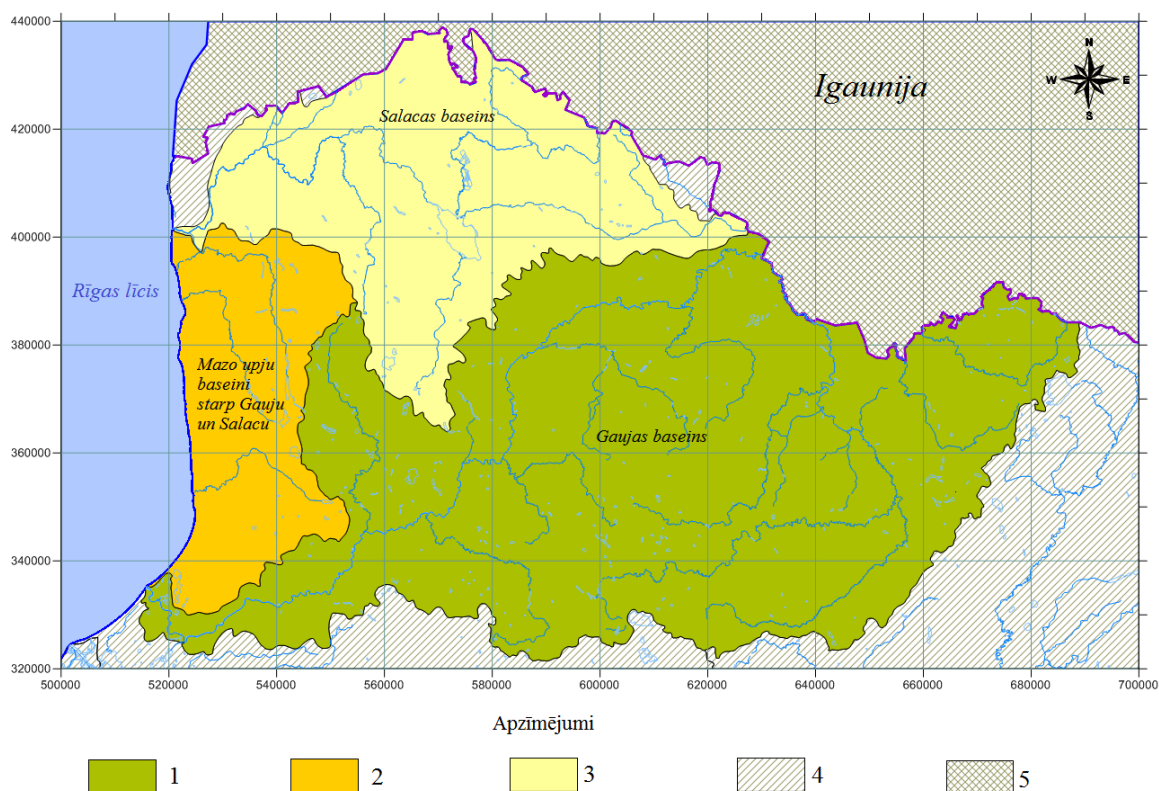 440000
420000
400000
380000
360000
340000
320000
500000 520000 540000 560000 580000 600000 620000 640000 660000 680000 700000
Igaunija
N
W E
S
Salacas baseins
Rīgas līcis
Mazo upju
baseini
starp Gauju
un Salacu
Gaujas baseins
Apzīmējumi
1 2 3 4 5